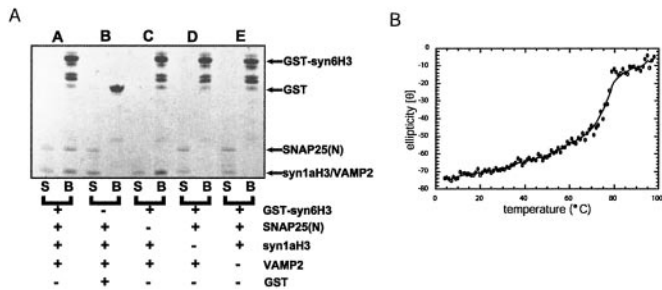 A
A B C D E
GST-syn6H3
GST
SNAP25(N)
syn1aH3/VAMP2
S B S B S B S B S B
+ - + + + GST-syn6H3
+ + - + + SNAP25(N)
+ + + - + syn1aH3
+ + + + - VAMP2
- + - - - GST
B
ellipticity [θ]
-10
-20
-30
-40
-50
-60
-70
-80
0 20 40 60 80 100
temperature (°C)